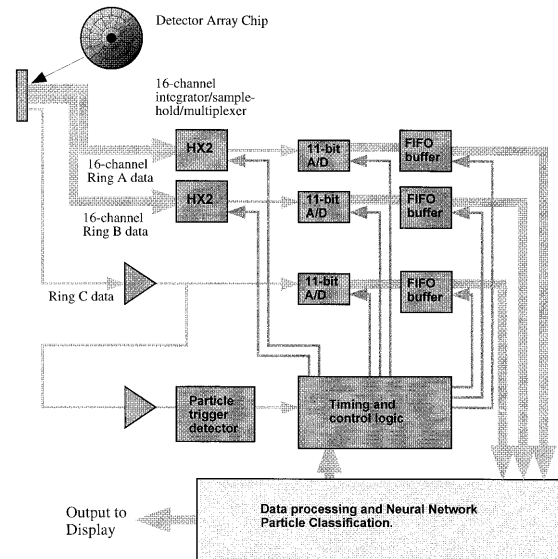 Detector Array Chip
16-channel
integrator/sample-
hold/multiplexer
HX2
11-bit
A/D
FIFO
buffer
16-channel
Ring A data
HX2
11-bit
A/D
FIFO
buffer
16-channel
Ring B data
Ring C data
11-bit
A/D
FIFO
buffer
Particle
trigger
detector
Timing and
control logic
Output to
Display
Data processing and Neural Network
Particle Classification.